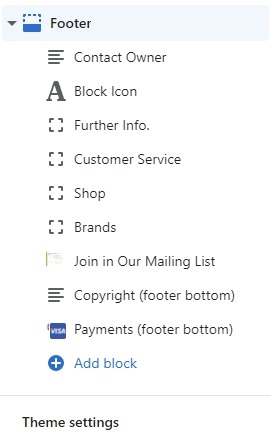 Footer
Contact Owner
A Block Icon
Further Info.
Customer Service
Shop
Brands
Join in Our Mailing List
Copyright (footer bottom)
VISA Payments (footer bottom)
Add block
Theme settings